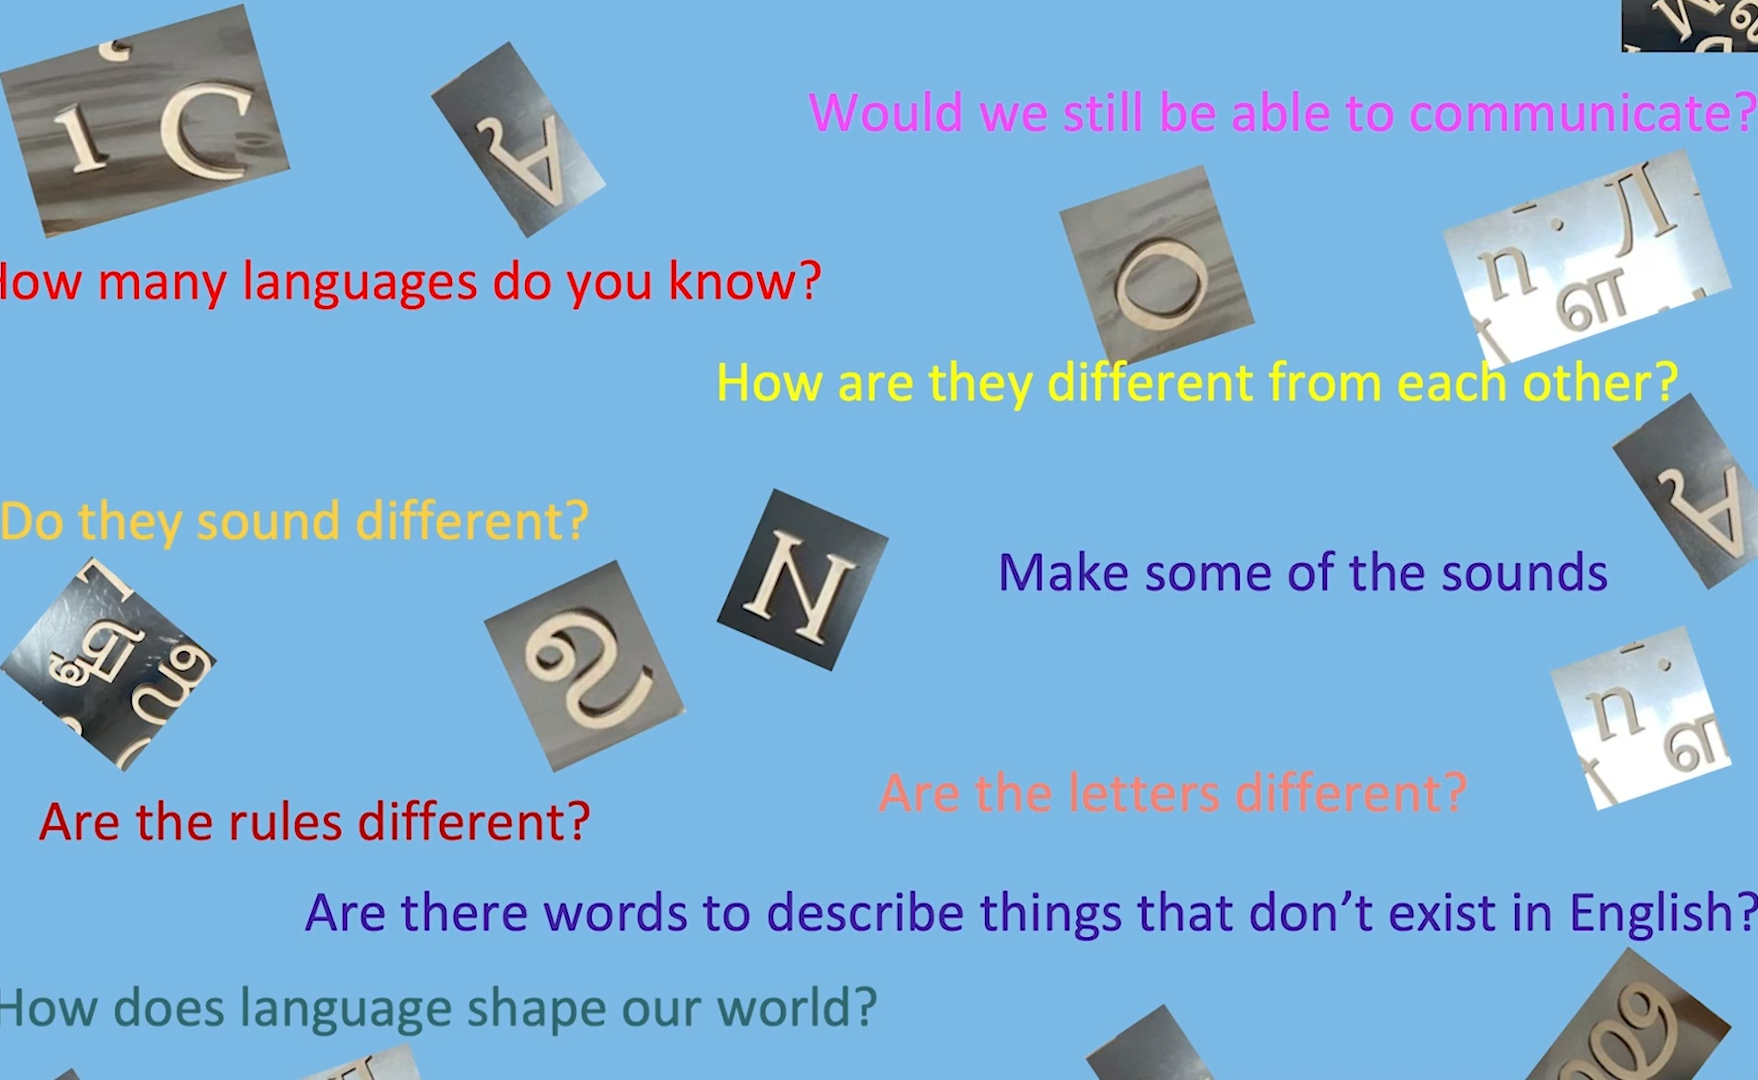 Would we still be able to communicate?
How many languages do you know?
How are they different from each other?
Do they sound different?
Make some of the sounds
Are the letters different?
Are the rules different?
Are there words to describe things that don’t exist in English?
How does language shape our world?